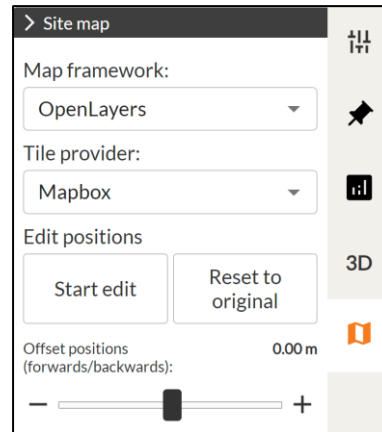 Site map
Map framework:
OpenLayers
Tile provider:
Mapbox
Edit positions
Start edit
Reset to
original
3D
Offset positions
(forwards/backwards):
0.00 m